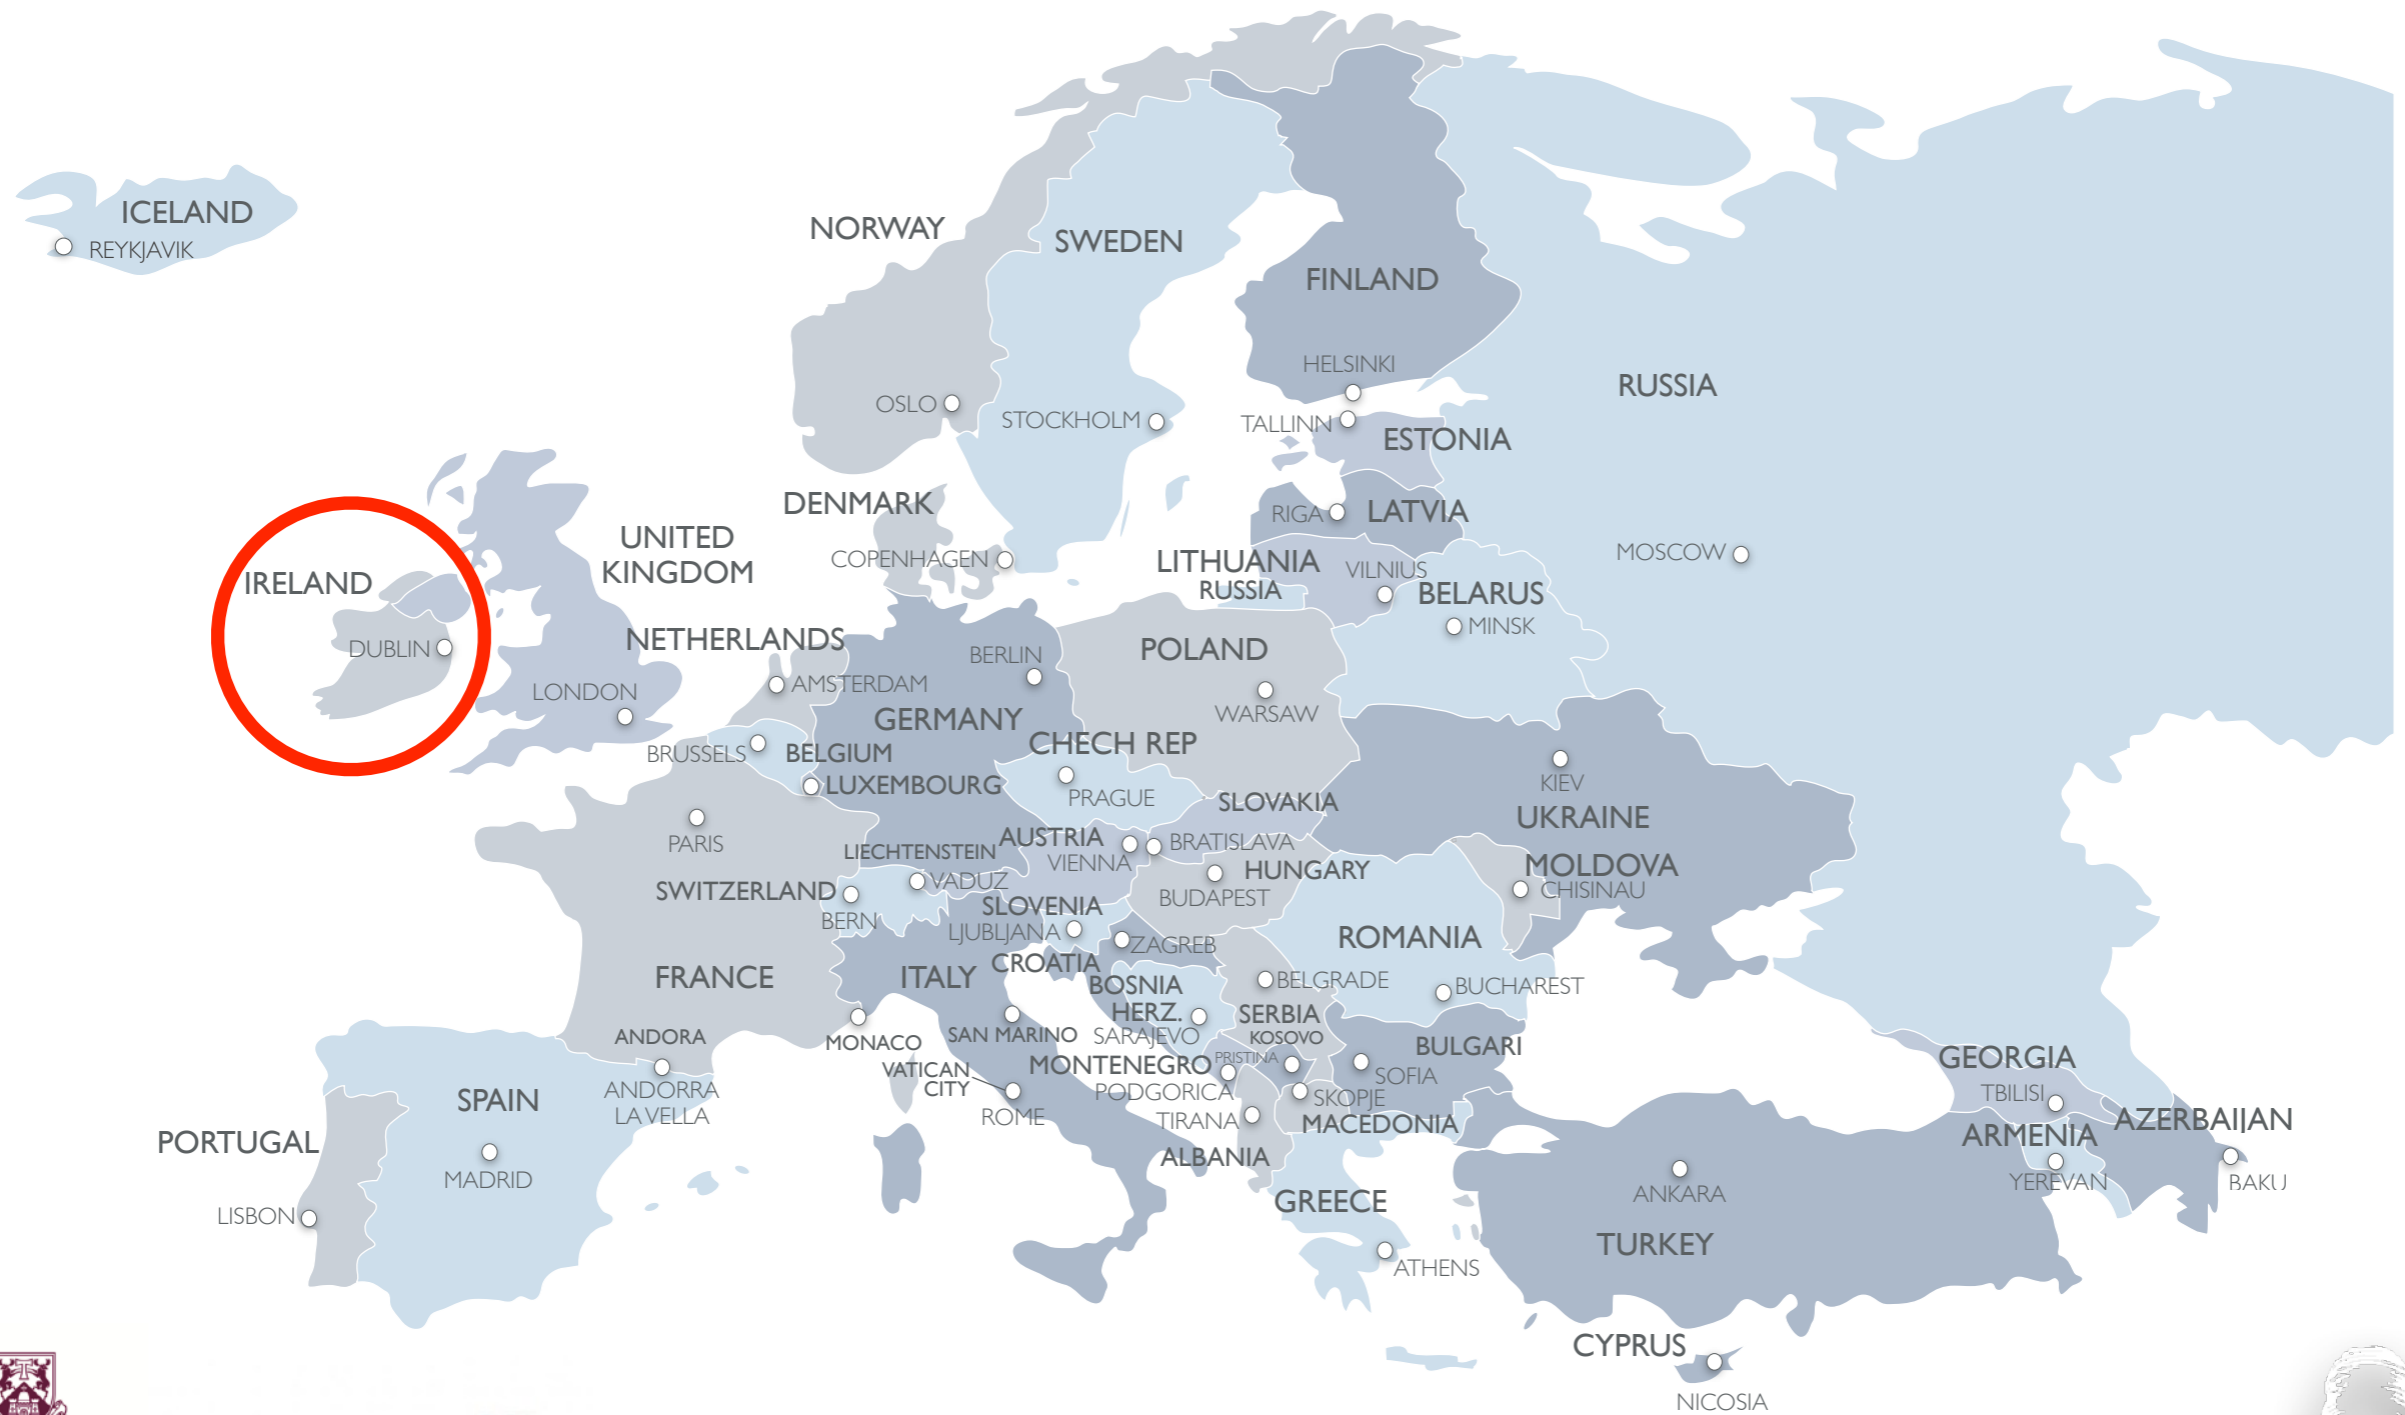 ICELAND
REYKJAVIK
NORWAY
SWEDEN
FINLAND
HELSINKI
OSLO
STOCKHOLM
TALLINN
ESTONIA
RUSSIA
DENMARK
RIGA
LATVIA
COPENHAGEN
LITHUANIA
RUSSIA
VILNIUS
MOSCOW
BELARUS
MINSK
UNITED
KINGDOM
IRELAND
DUBLIN
LONDON
NETHERLANDS
AMSTERDAM
BERLIN
GERMANY
POLAND
WARSAW
BRUSSELS
BELGIUM
LUXEMBOURG
CHECH REP
PRAGUE
KIEV
UKRAINE
SLOVAKIA
PARIS
LIECHTENSTEIN
AUSTRIA
VIENNA
BRATISLAVA
SWITZERLAND
BERN
VADUZ
HUNGARY
BUDAPEST
MOLDOVA
CHISINAU
SLOVENIA
LJUBLJANA
ZAGREB
CROATIA
ROMANIA
BUCHAREST
FRANCE
ITALY
BOSNIA
HERZ.
SARAJEVO
BELGRADE
SERBIA
KOSOVO
PRISTINA
ANDORA
ANDORRA
LA VELLA
MONACO
SAN MARINO
VATICAN
CITY
ROME
MONTENEGRO
PODGORICA
BULGARI
SOFIA
SKOPJE
MACEDONIA
TIRANA
ALBANIA
SPAIN
MADRID
PORTUGAL
LISBON
GREECE
ATHENS
GEORGIA
TBILISI
ARMENIA
YEREVAN
AZERBAIJAN
BAKU
ANKARA
TURKEY
CYPRUS
NICOSIA